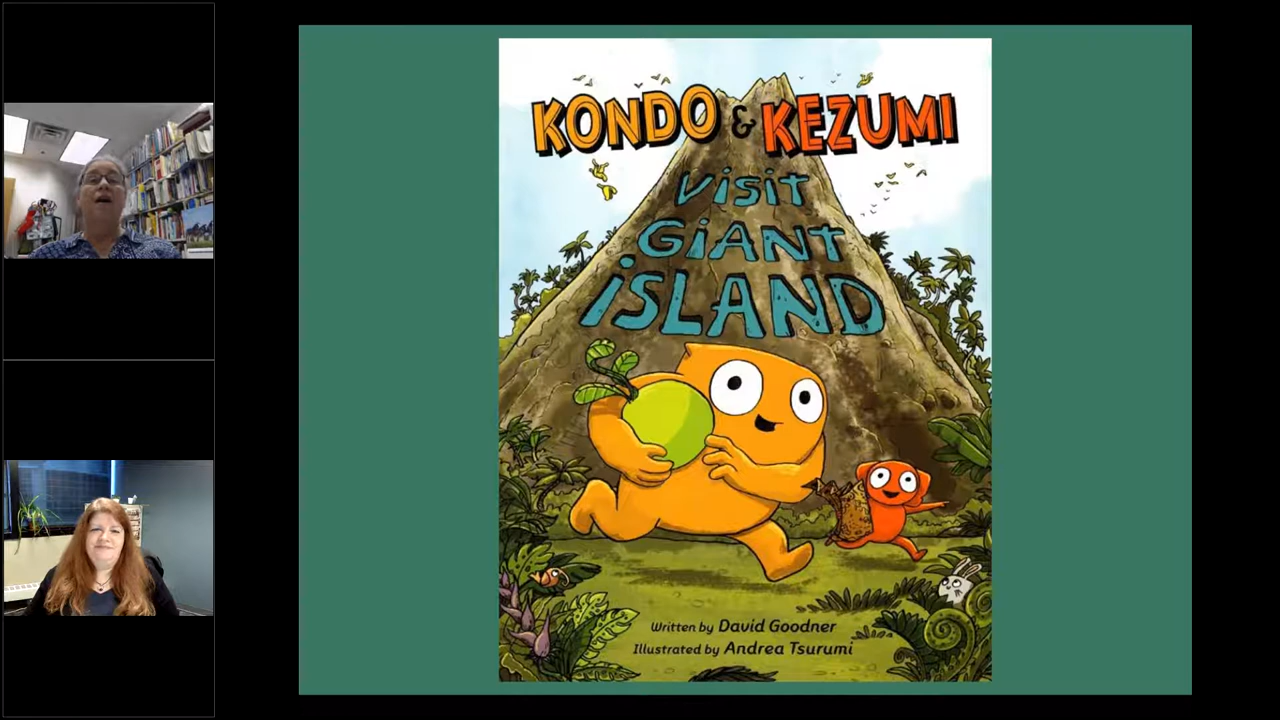 KONDO & KEZUMI
ViSiT
GiANT
iSLAND
Written by David Goodner
Illustrated by Andrea Tsurumi